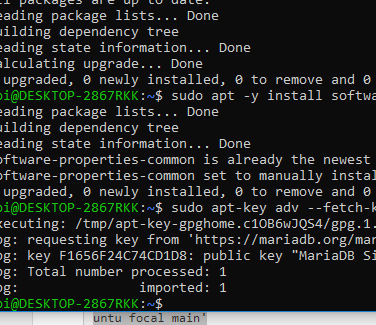 ll packages are up to date.
eading package lists... Done
uilding dependency tree
eading state information... Done
alculating upgrade... Done
upgraded, 0 newly installed, 0 to remove and 0
oi@DESKTOP-2867RKK:~$ sudo apt -y install softwa
eading package lists... Done
uilding dependency tree
eading state information... Done
oftware-properties-common is already the newest
oftware-properties-common set to manually instal
upgraded, 0 newly installed, 0 to remove and 0
oi@DESKTOP-2867RKK:~$ sudo apt-key adv --fetch-k
xecuting: /tmp/apt-key-gpghome.c1OB6wJQS4/gpg.1.
pg: requesting key from 'https://mariadb.org/mar
pg: key F1656F24C74CD1D8: public key "MariaDB Si
pg: Total number processed: 1
pg: imported: 1
oi@DESKTOP-2867RKK:~$
untu focal main'